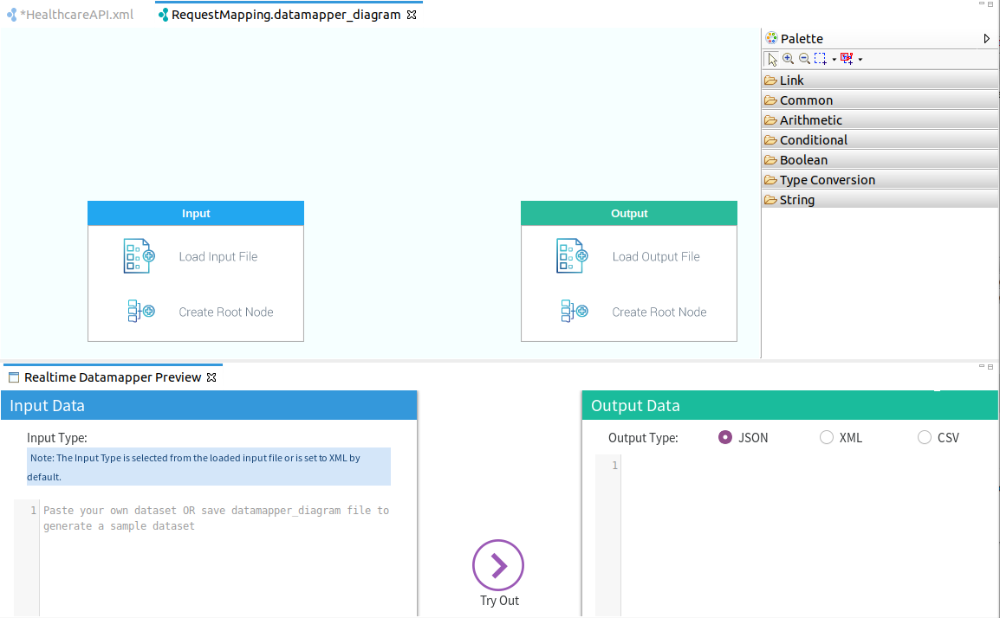 *HealthcareAPI.xml
RequestMapping.datamapper_diagram
Palette
Link
Common
Arithmetic
Conditional
Boolean
Type Conversion
String
Input
Load Input File
Create Root Node
Output
Load Output File
Create Root Node
Realtime Datamapper Preview
Input Data
Input Type:
Note: The Input Type is selected from the loaded input file or is set to XML by
default.
1 Paste your own dataset OR save datamapper_diagram file to
generate a sample dataset
Try Out
Output Data
Output Type: JSON XML CSV
1